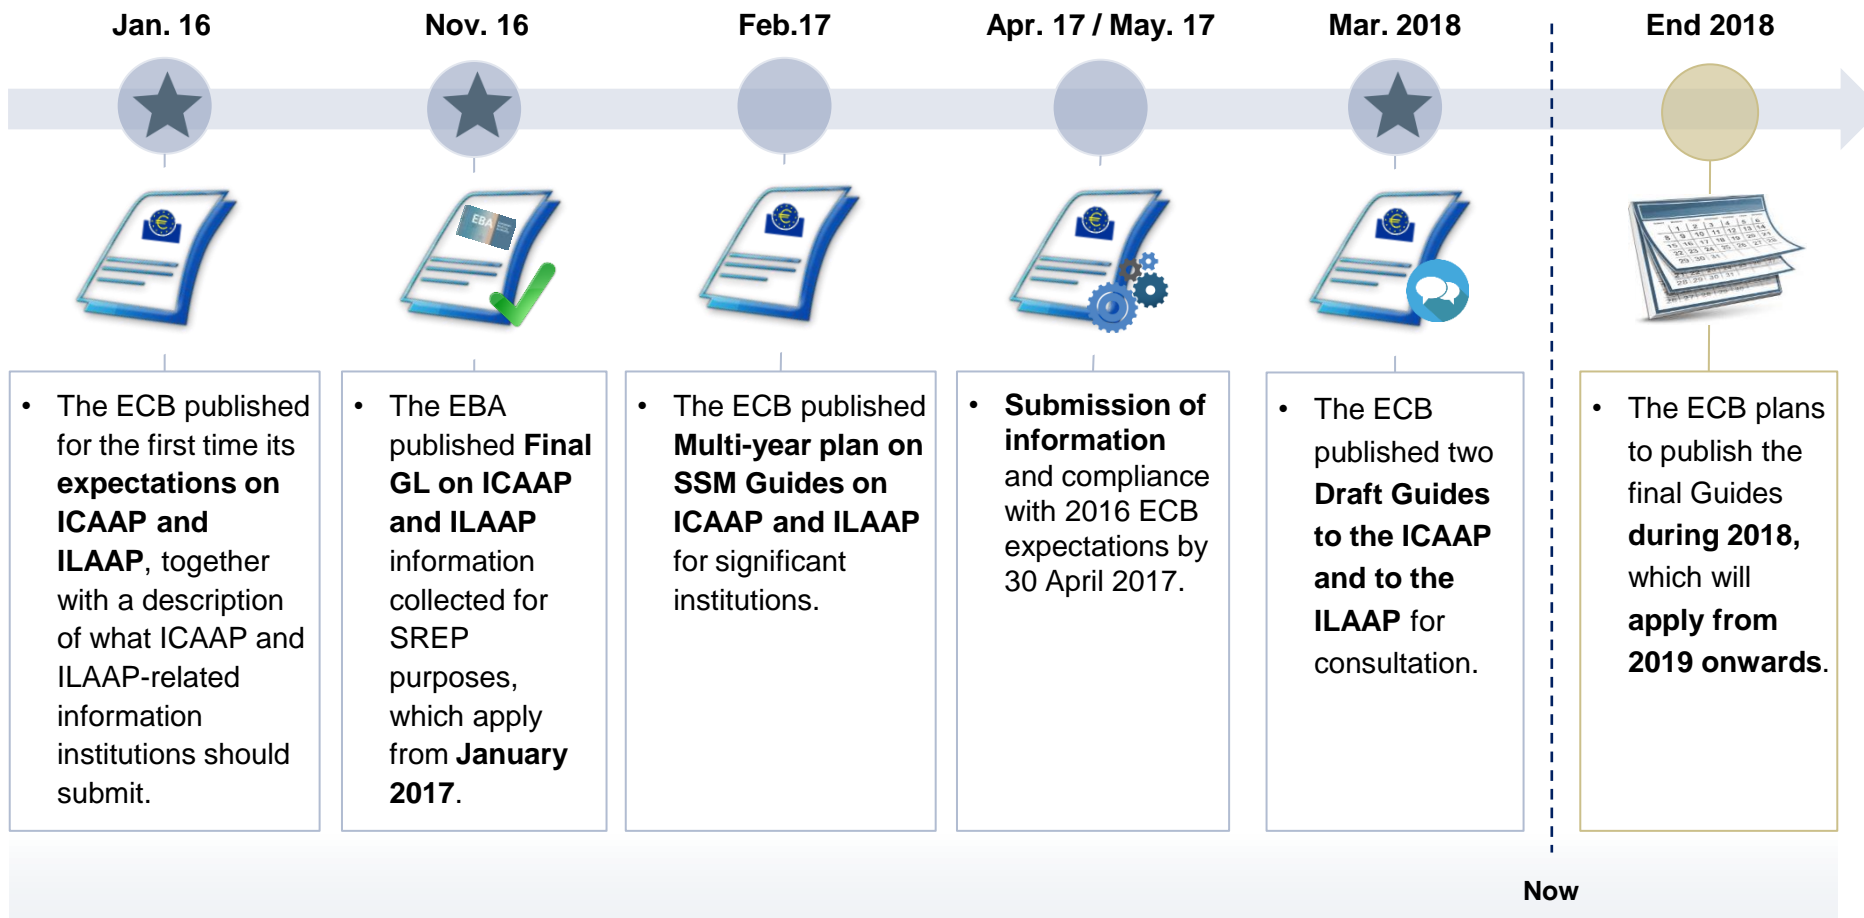 Jan. 16
Nov. 16
Feb.17
Apr. 17 / May. 17
Mar. 2018
End 2018
EBA
• The ECB published
for the first time its
expectations on
ICAAP and
ILAAP, together
with a description
of what ICAAP and
ILAAP-related
information
institutions should
submit.
• The EBA
published Final
GL on ICAAP
and ILAAP
information
collected for
SREP
purposes,
which apply
from January
2017.
• The ECB published
Multi-year plan on
SSM Guides on
ICAAP and ILAAP
for significant
institutions.
• Submission of
information
and compliance
with 2016 ECB
expectations by
30 April 2017.
• The ECB
published two
Draft Guides
to the ICAAP
and to the
ILAAP for
consultation.
• The ECB plans
to publish the
final Guides
during 2018,
which will
apply from
2019 onwards.
Now